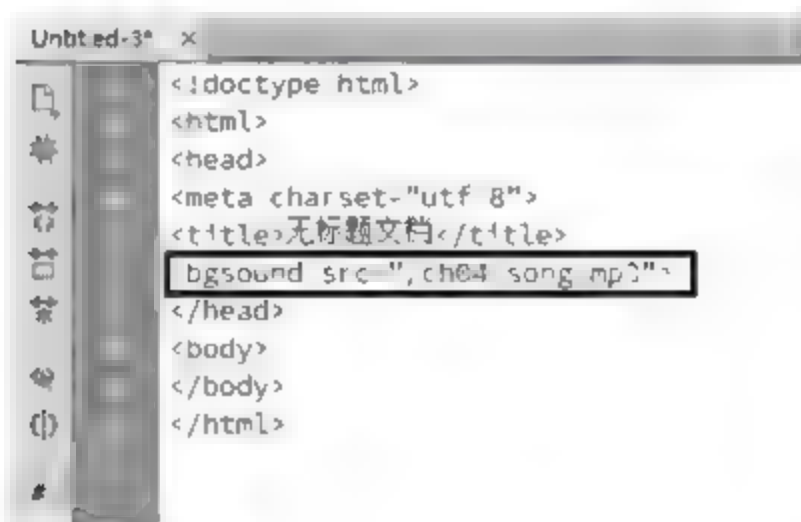 Untitled-3* ×
<!doctype html>
<html>
<head>
<meta charset="utf 8">
<title>无标题文档</title>
bgsound src=" ch04 song mp3">
</head>
<body>
</body>
</html>